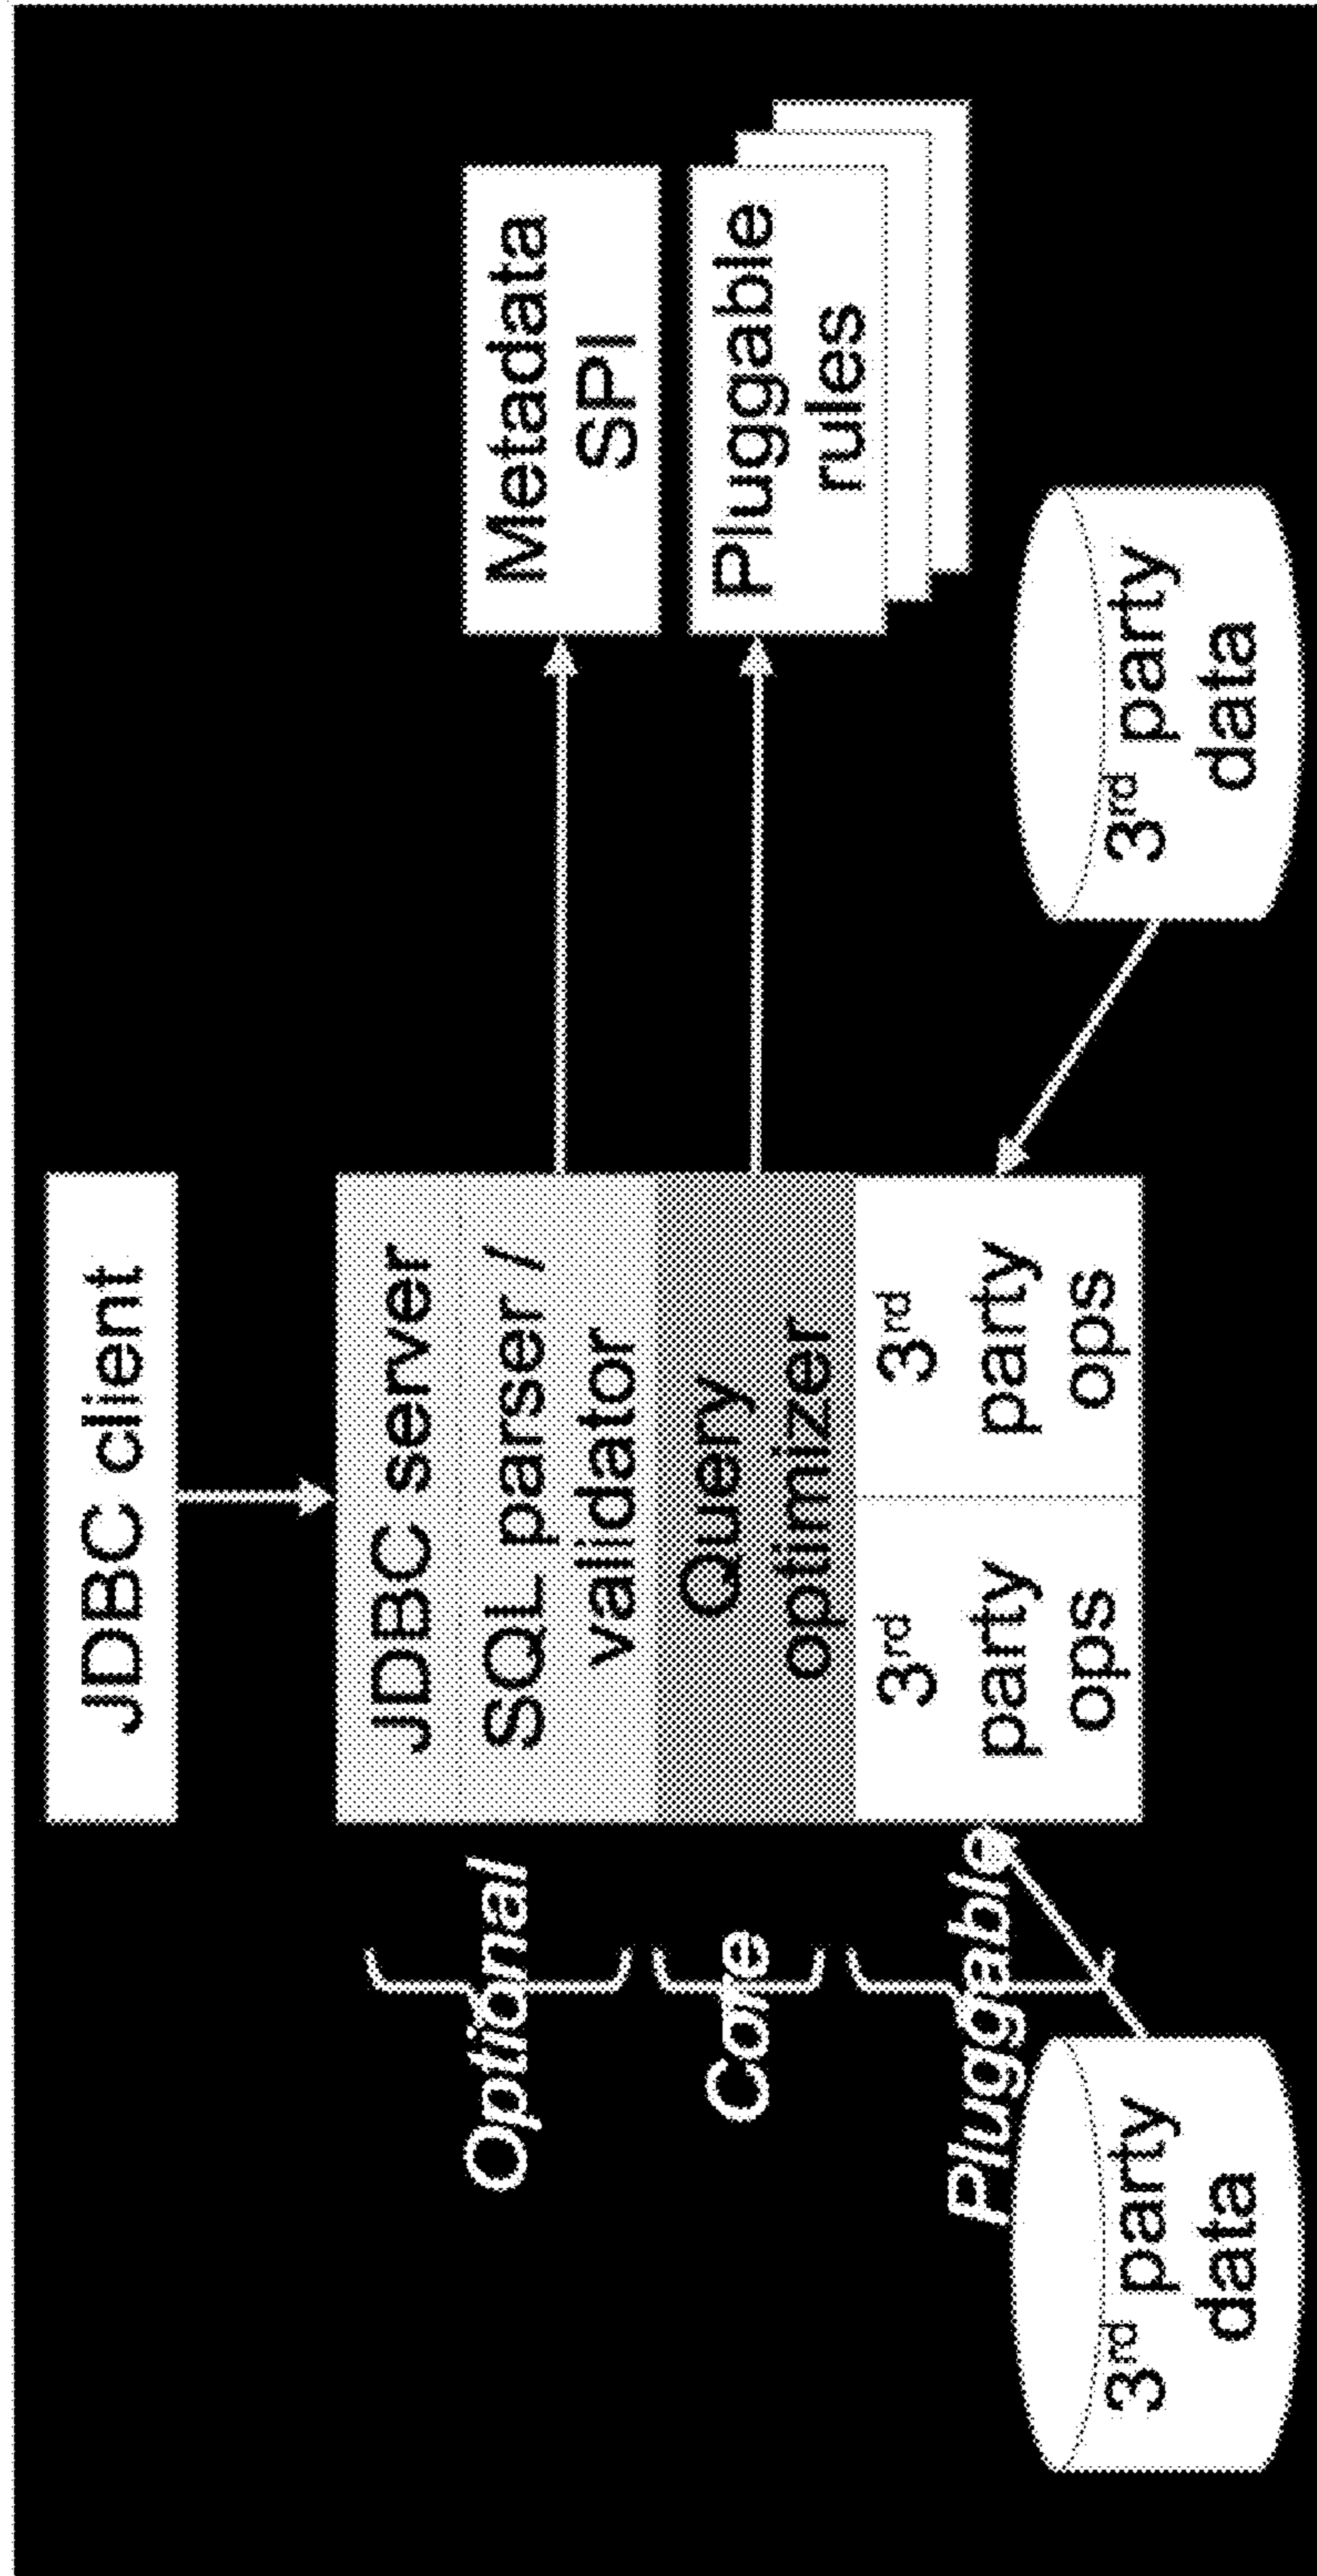 JDBC client
JDBC server
Optional
SQL parser /
validator
Metadata
SPI
Core
Query
optimizer
Pluggable
rules
Pluggable
3rd
party
ops
3rd
party
ops
3rd party
data
3rd party
data